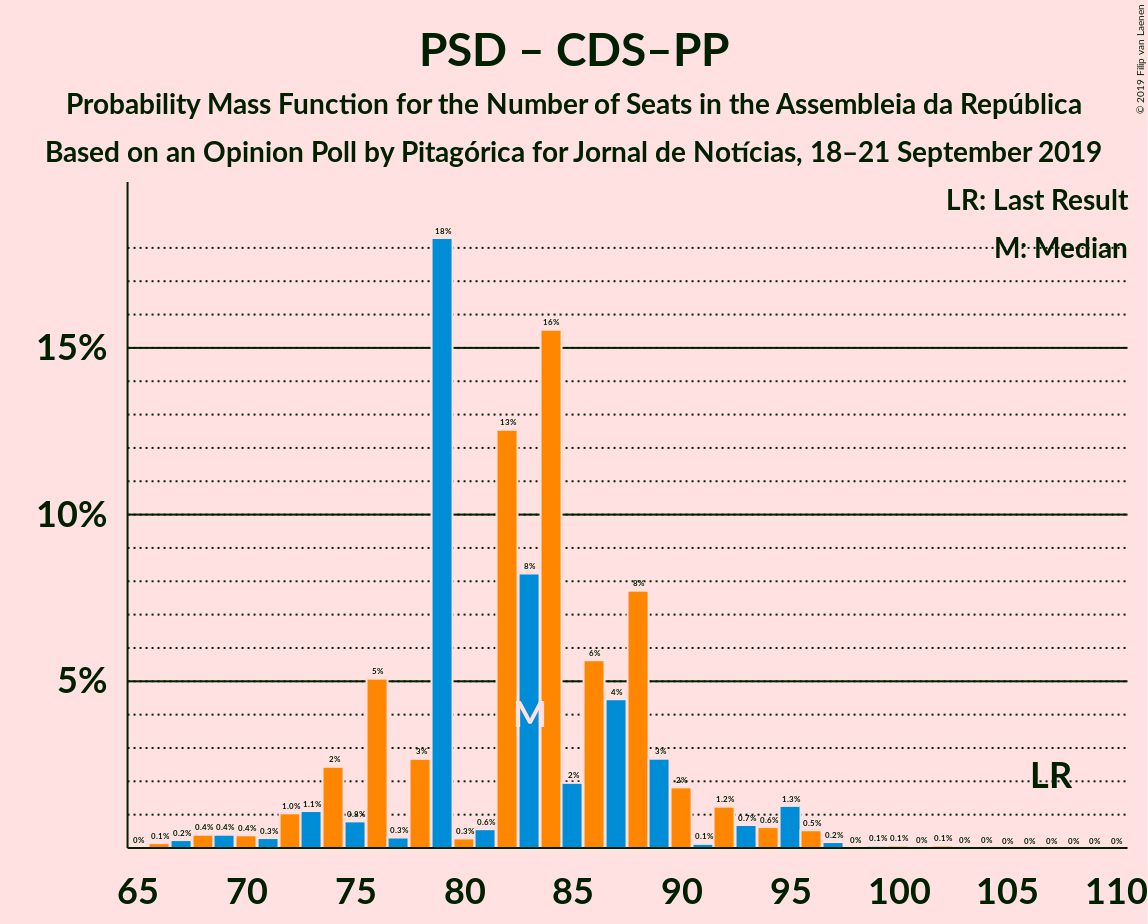 PSD – CDS–PP
Probability Mass Function for the Number of Seats in the Assembleia da República
Based on an Opinion Poll by Pitagórica for Jornal de Notícias, 18–21 September 2019
© 2019 Filip van Laenen
LR: Last Result
M: Median
15%
10%
5%
0% 0.1% 0.2% 0.4% 0.4% 0.4% 0.3% 1.0% 1.1% 2% 0.8% 5% 0.3% 3% 18% 0.3% 0.6% 13% 8% 16% 2% 6% 4% 8% 3% 2% 0.1% 1.2% 0.7% 0.6% 1.3% 0.5% 0.2% 0% 0.1% 0.1% 0% 0.1% 0% 0% 0% 0% 0% 0% 0% 0%
M
LR
65 70 75 80 85 90 95 100 105 110